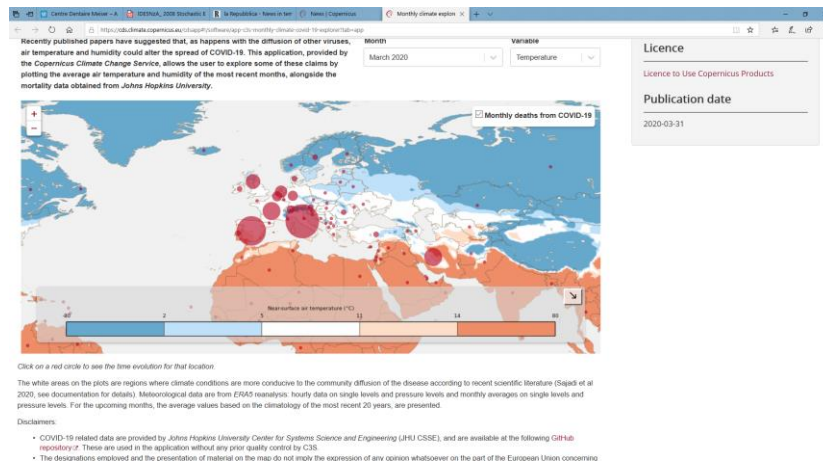 Centre Dentaire Meiser – A
IDESNzA_ 2008 Stochastic E
la Repubblica - News in tem
News | Copernicus
Monthly climate explor
https://cds.climate.copernicus.eu/cdsapp#!/software/app-c3s-monthly-climate-covid-19-explorer?tab=app
Recently published papers have suggested that, as happens with the diffusion of other viruses,
air temperature and humidity could alter the spread of COVID-19. This application, provided by
the Copernicus Climate Change Service, allows the user to explore some of these claims by
plotting the average air temperature and humidity of the most recent months, alongside the
mortality data obtained from Johns Hopkins University.
Month
March 2020
Variable
Temperature
Licence
Licence to Use Copernicus Products
Publication date
2020-03-31
+
−
Monthly deaths from COVID-19
Near-surface air temperature (°C)
2 5 11 14
Click on a red circle to see the time evolution for that location.
The white areas on the plots are regions where climate conditions are more conducive to the community diffusion of the disease according to recent scientific literature (Sajadi et al
2020, see documentation for details). Meteorological data are from ERA5 reanalysis: hourly data on single levels and pressure levels and monthly averages on single levels and
pressure levels. For the upcoming months, the average values based on the climatology of the most recent 20 years, are presented.
Disclaimers:
• COVID-19 related data are provided by Johns Hopkins University Center for Systems Science and Engineering (JHU CSSE), and are available at the following GitHub
repository. These are used in the application without any prior quality control by C3S.
• The designations employed and the presentation of material on the map do not imply the expression of any opinion whatsoever on the part of the European Union concerning